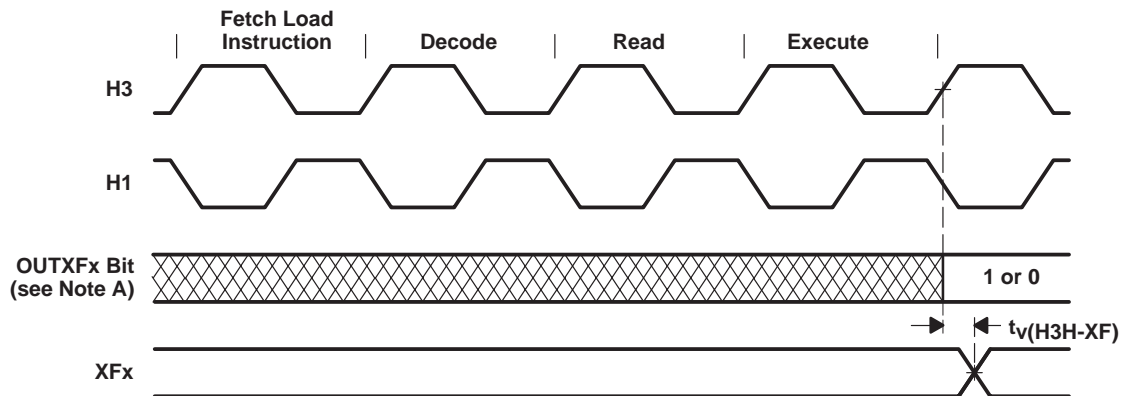 Fetch Load
Instruction
Decode
Read
Execute
H3
H1
OUTXFx Bit
(see Note A)
1 or 0
tv(H3H-XF)
XFx